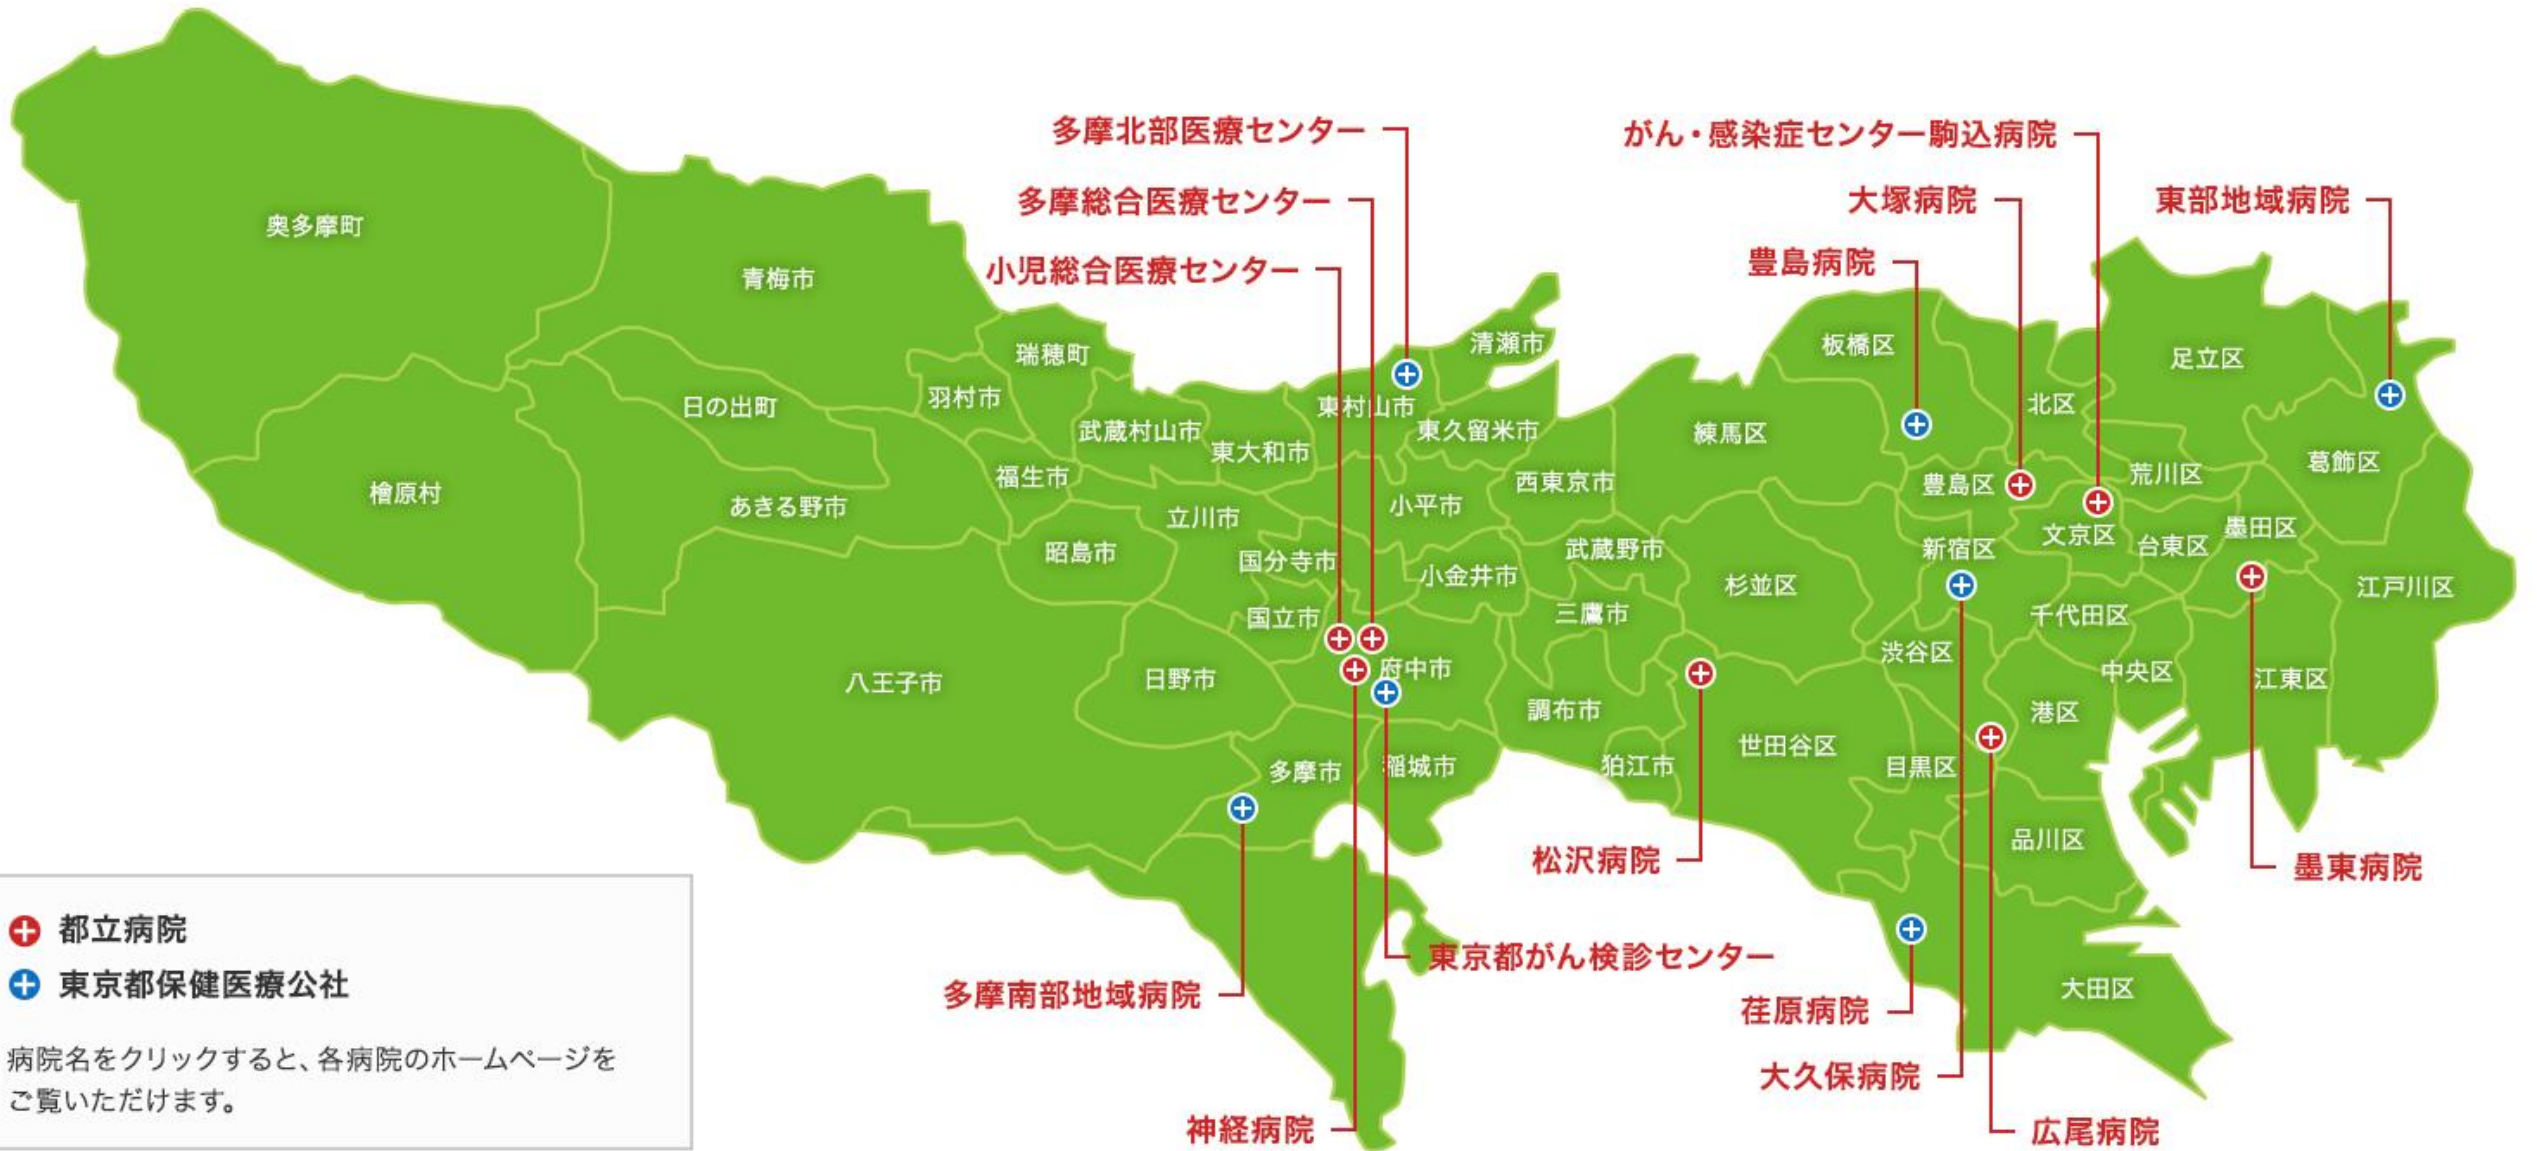 多摩北部医療センター
がん・感染症センター駒込病院
多摩総合医療センター
大塚病院
東部地域病院
小児総合医療センター
豊島病院
奥多摩町
青梅市
瑞穂町
清瀬市
板橋区
足立区
羽村市
日の出町
東村山市
北区
武蔵村山市
東大和市
東久留米市
練馬区
葛飾区
福生市
西東京市
豊島区
荒川区
檜原村
あきる野市
立川市
小平市
文京区
墨田区
昭島市
国分寺市
武蔵野市
新宿区
台東区
小金井市
杉並区
江戸川区
国立市
三鷹市
千代田区
渋谷区
八王子市
日野市
府中市
中央区
江東区
調布市
港区
多摩市
稲城市
狛江市
世田谷区
目黒区
品川区
松沢病院
墨東病院
都立病院
東京都保健医療公社
東京都がん検診センター
多摩南部地域病院
大田区
荏原病院
病院名をクリックすると、各病院のホームページを
ご覧いただけます。
大久保病院
神経病院
広尾病院